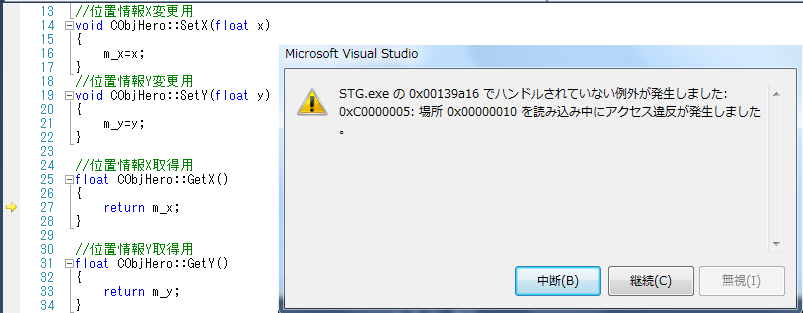 13 //位置情報X変更用
14 void CObjHero::SetX(float x)
15 {
16 m_x=x;
17 }
18 //位置情報Y変更用
19 void CObjHero::SetY(float y)
20 {
21 m_y=y;
22 }
23
24 //位置情報X取得用
25 float CObjHero::GetX()
26 {
27 return m_x;
28 }
29
30 //位置情報Y取得用
31 float CObjHero::GetY()
32 {
33 return m_y;
34 }
Microsoft Visual Studio
STG.exe の 0x00139a16 でハンドルされていない例外が発生しました:
0xC0000005: 場所 0x00000010 を読み込み中にアクセス違反が発生しました
。
中断(B)
継続(C)
無視(I)